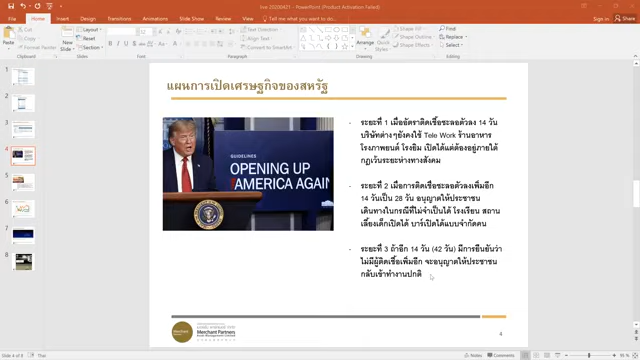 live 20200421 - PowerPoint (Product Activation Failed)
File Home Insert Design Transitions Animations Slide Show Review View Tell me what you want to do...
Sign in Share
Cut
Copy
Paste
Format Painter
Layout
Reset
Section
Text Direction
Align Text
Convert to SmartArt
Arrange
Quick
Shape Fill
Shape Outline
Shape Effects
Find
Replace
Select
Clipboard
Slides
Font
Paragraph
Drawing
Editing
1
2
3
4
5
6
7
8
แผนการเปิดเศรษฐกิจของสหรัฐ
GUIDELINES
OPENING UP
AMERICA AGAIN
• ระยะที่ 1 เมื่ออัตราติดเชื้อชะลอตัวลง 14 วัน
บริษัทต่างๆยังคงใช้ Tele Work ร้านอาหาร
โรงภาพยนต์ โรงยิม เปิดได้แต่ต้องอยู่ภายใต้
กฎเว้นระยะห่างทางสังคม
• ระยะที่ 2 เมื่อการติดเชื้อชะลอตัวลงเพิ่มอีก
14 วันเป็น 28 วัน อนุญาตให้ประชาชน
เดินทางในกรณีที่ไม่จำเป็นได้ โรงเรียน สถาน
เลี้ยงเด็กเปิดได้ บาร์เปิดได้แบบจำกัดคน
• ระยะที่ 3 ถ้าอีก 14 วัน (42 วัน) มีการยืนยันว่า
ไม่มีผู้ติดเชื้อเพิ่มอีก จะอนุญาตให้ประชาชน
กลับเข้าทำงานปกติ
Merchant Partners
Asset Management Limited
4
Slide 4 of 8 Thai
Notes Comments